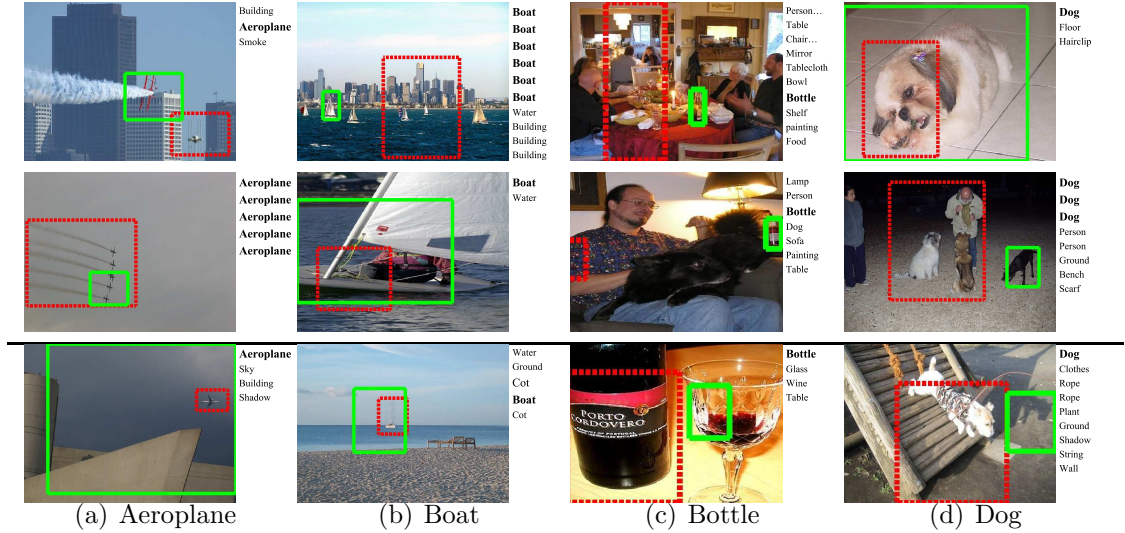 Building
Aeroplane
Smoke
Boat
Boat
Boat
Boat
Boat
Boat
Water
Building
Building
Building
Person...
Table
Chair...
Mirror
Tablecloth
Bowl
Bottle
Shelf
painting
Food
Dog
Floor
Hairclip
Aeroplane
Aeroplane
Aeroplane
Aeroplane
Aeroplane
Boat
Water
Lamp
Person
Bottle
Dog
Sofa
Painting
Table
Dog
Dog
Dog
Person
Person
Ground
Bench
Scarf
Aeroplane
Sky
Building
Shadow
Water
Ground
Cot
Boat
Cot
PORTO
CORDOVERO
Bottle
Glass
Wine
Table
Dog
Clothes
Rope
Rope
Plant
Ground
Shadow
String
Wall
(a) Aeroplane
(b) Boat
(c) Bottle
(d) Dog